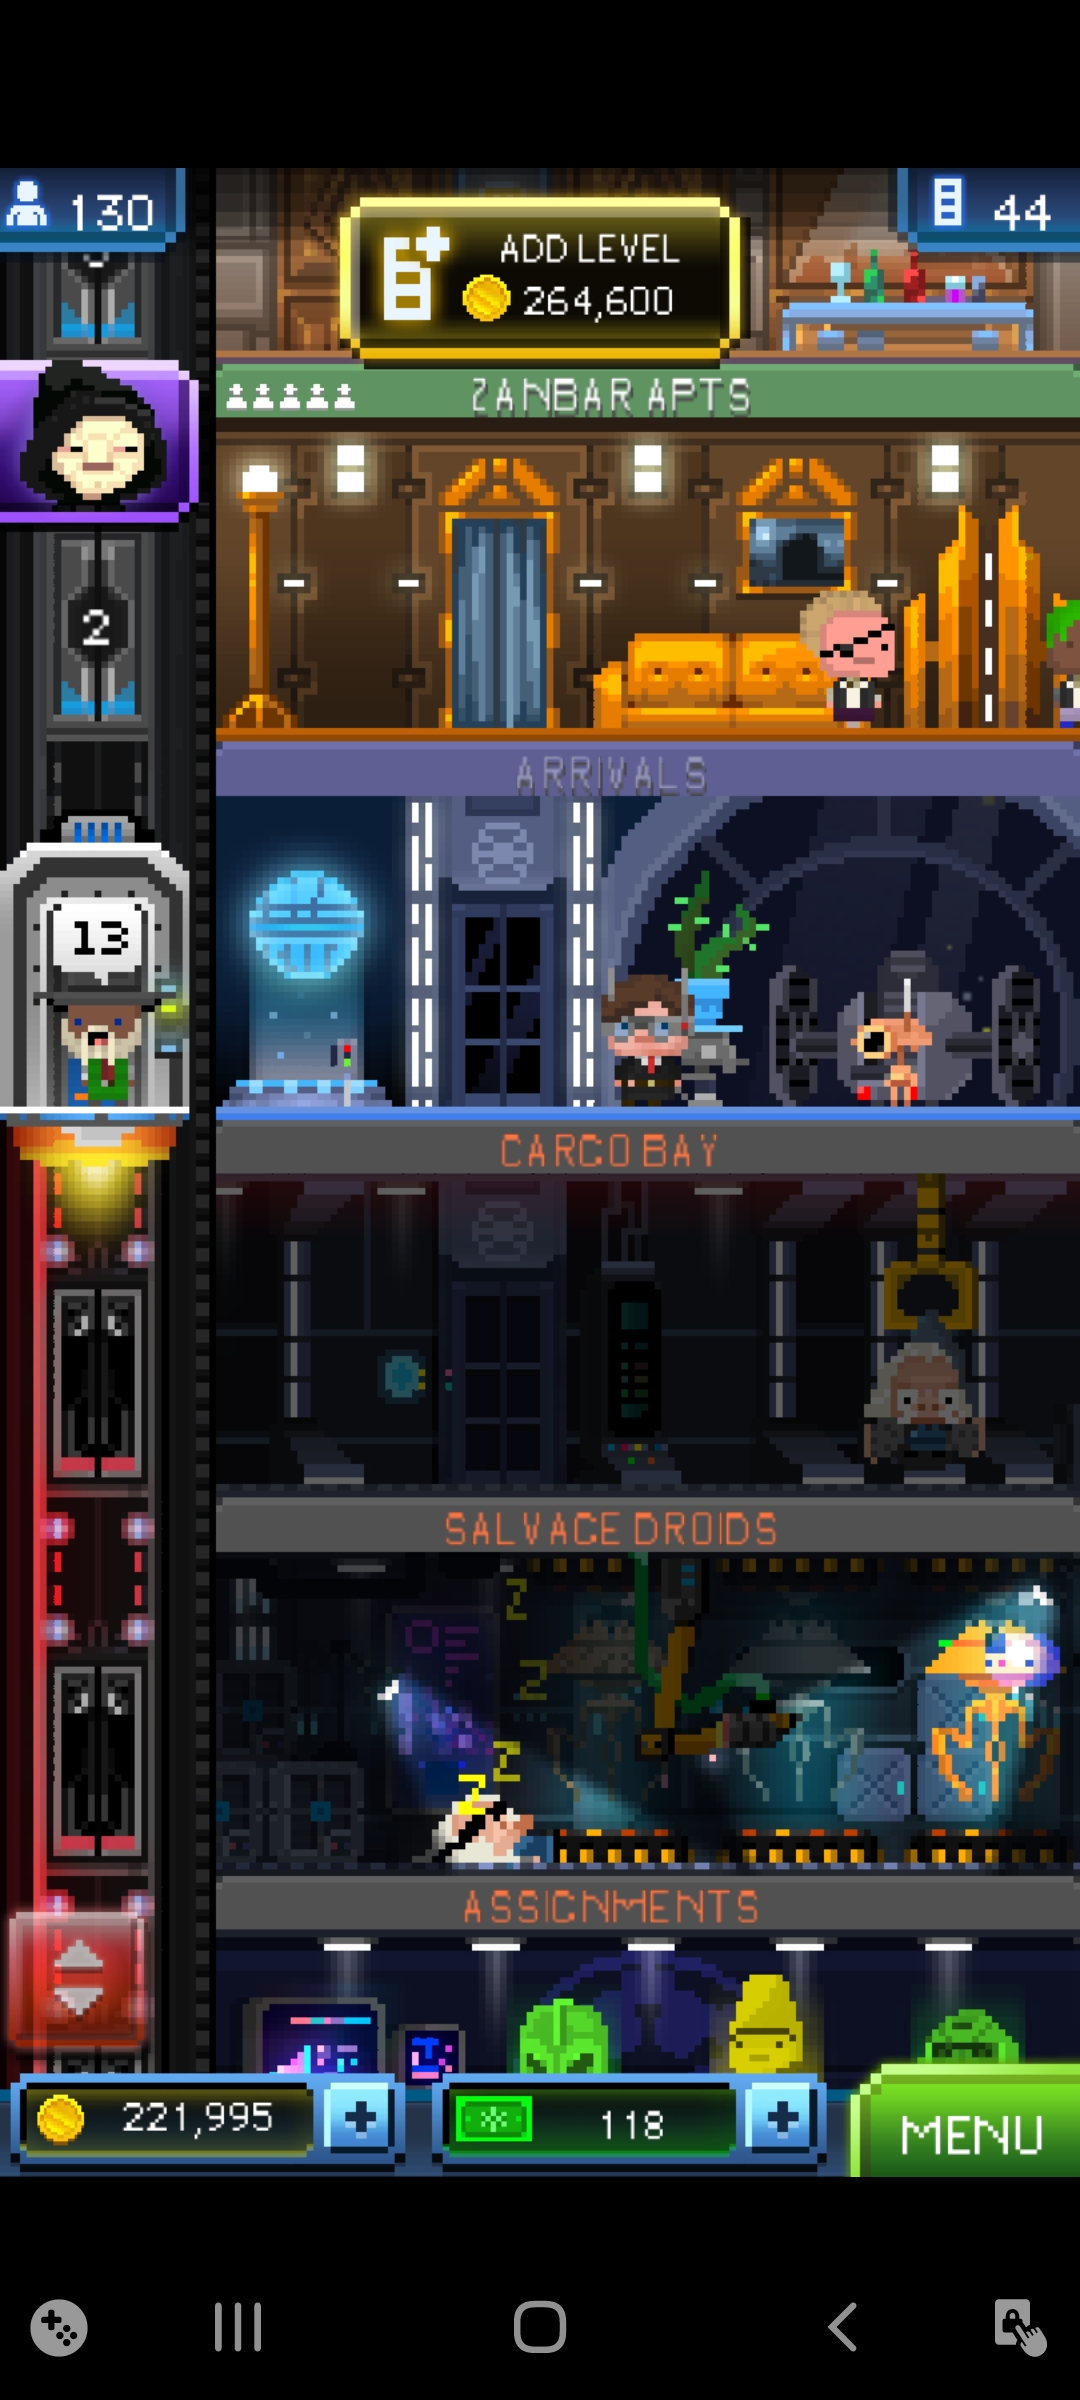 130
44
ADD LEVEL
264,600
ZANBAR APTS
2
ARRIVALS
13
CARGO BAY
SALVAGE DROIDS
Z
Z
Z
Z
ASSIGNMENTS
221,995
118
MENU